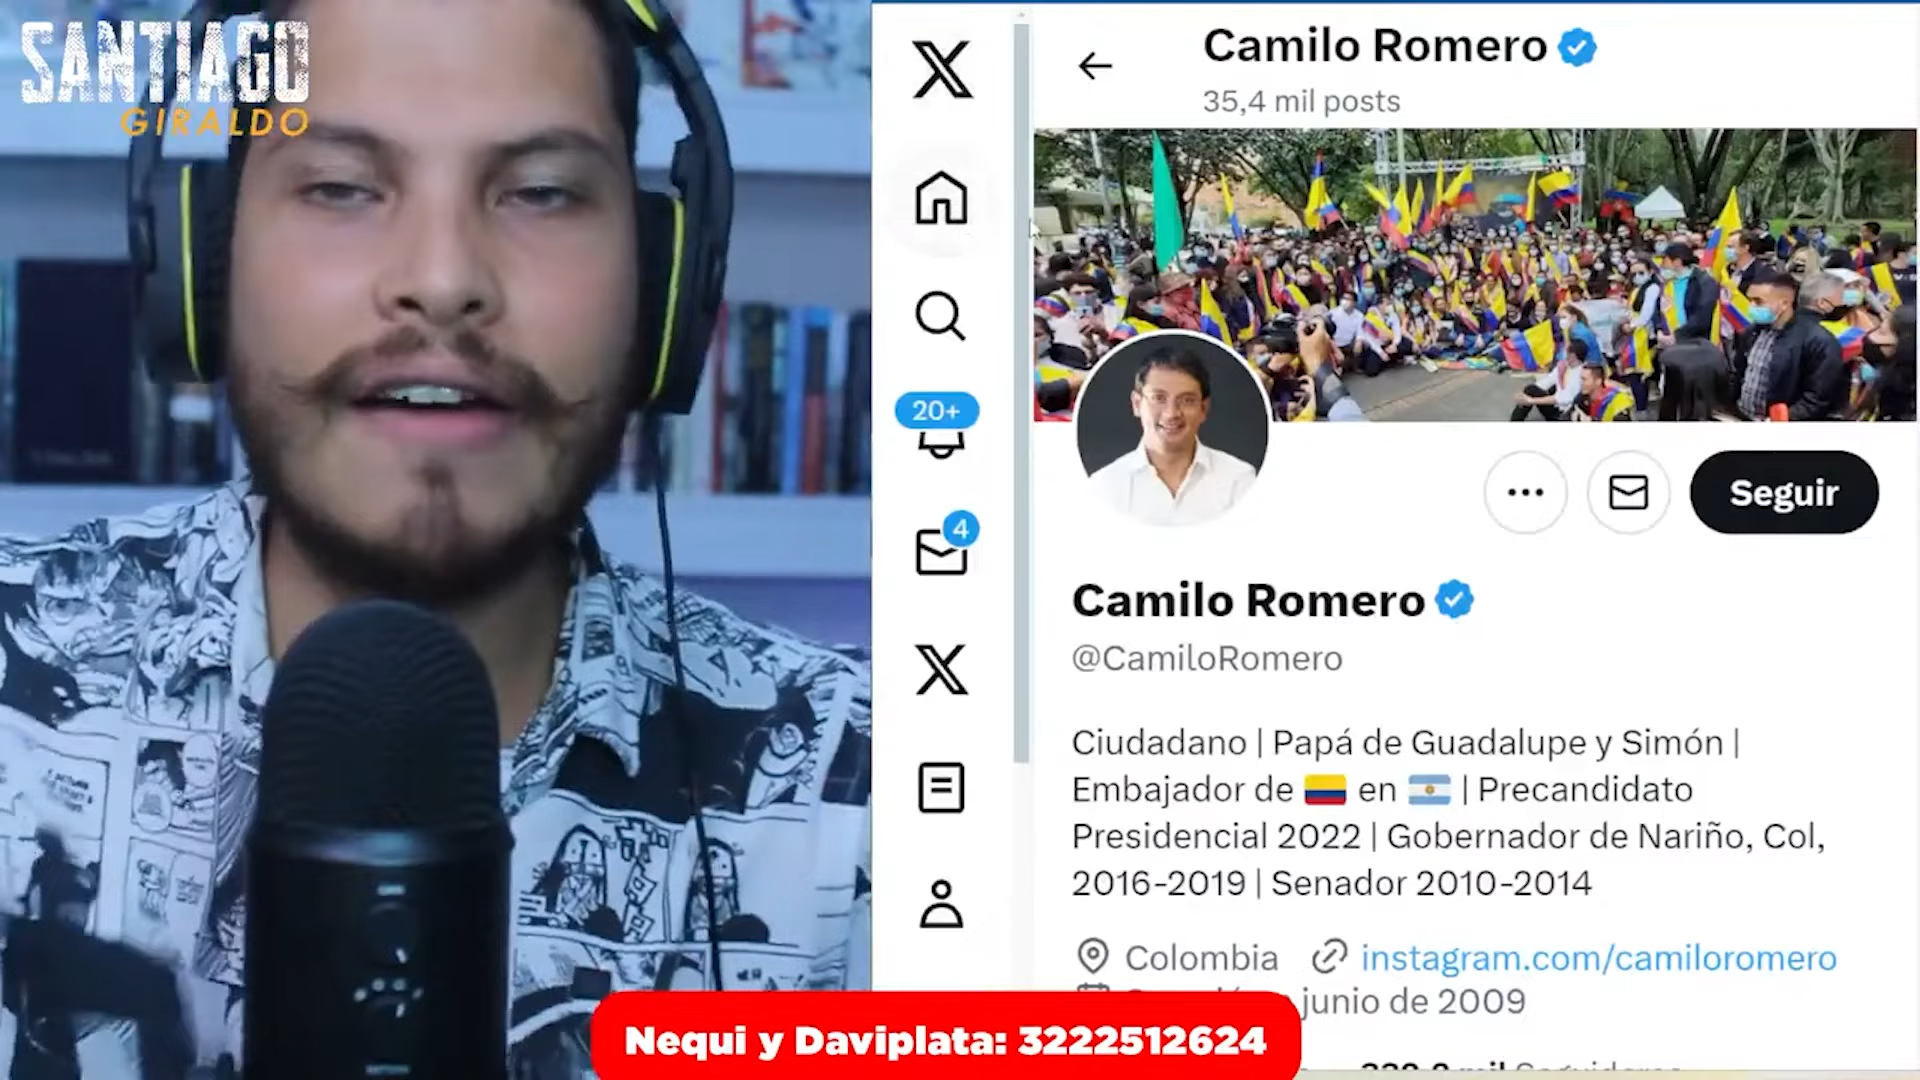 SANTIAGO
GIRALDO
Camilo Romero
35,4 mil posts
20+
4
Seguir
Camilo Romero
@CamiloRomero
Ciudadano | Papá de Guadalupe y Simón |
Embajador de 🇨🇴 en 🇦🇷 | Precandidato
Presidencial 2022 | Gobernador de Nariño, Col,
2016-2019 | Senador 2010-2014
Colombia instagram.com/camiloromero
junio de 2009
Nequi y Daviplata: 3222512624